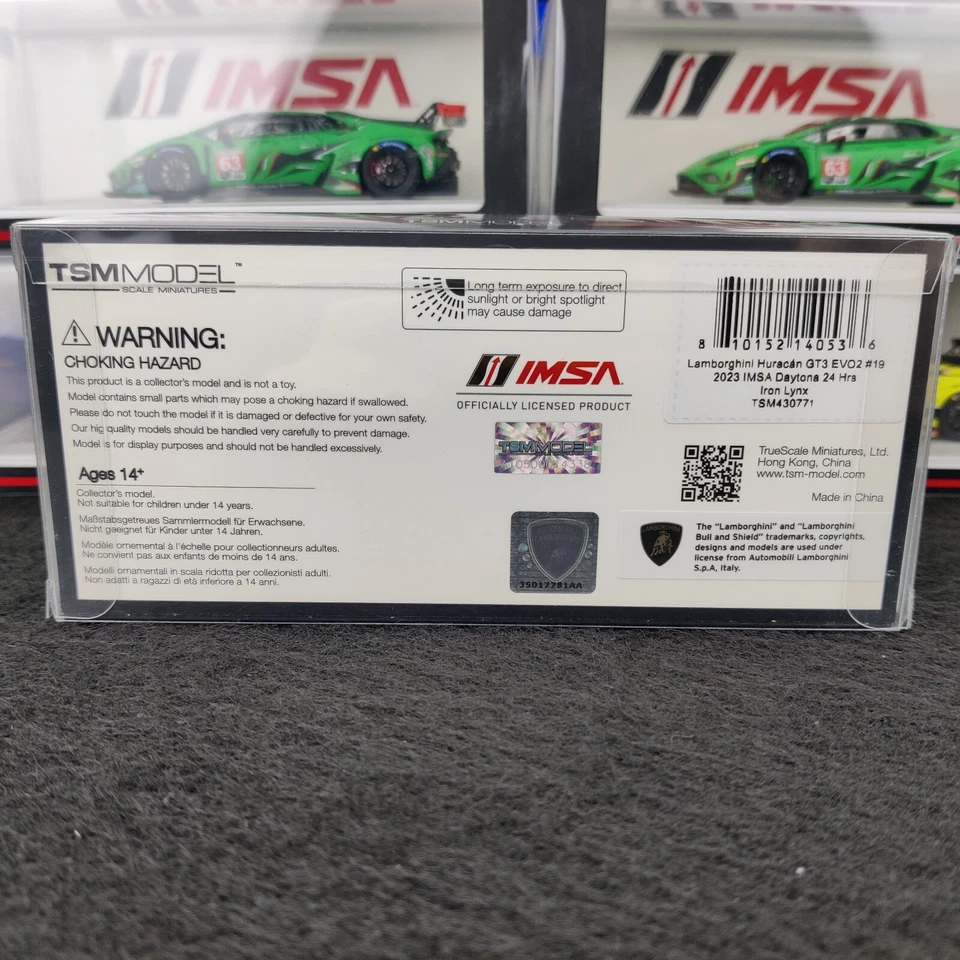 IMSA
63
IMSA
63
TSMMODEL
TSMMODEL™
SCALE MINIATURES
Long term exposure to direct
sunlight or bright spotlight
may cause damage
WARNING:
CHOKING HAZARD
This product is a collector's model and is not a toy.
Model contains small parts which may pose a choking hazard if swallowed.
Please do not touch the model if it is damaged or defective for your own safety.
Our hig quality models should be handled very carefully to prevent damage.
Model is for display purposes and should not be handled excessively.
Ages 14+
Collector's model.
Not suitable for children under 14 years.
Maßstabsgetreues Sammlermodell für Erwachsene.
Nicht geeignet für Kinder unter 14 Jahren.
Modèle ornemental à l'échelle pour collectionneurs adultes.
Ne convient pas aux enfants de moins de 14 ans.
Modelli ornamentali in scala ridotta per collezionisti adulti.
Non adatti a ragazzi di età inferiore a 14 anni.
IMSA
OFFICIALLY LICENSED PRODUCT
TSMMODEL
LAMBORGHINI
3S017781AA
8 10152 14053 6
Lamborghini Huracán GT3 EVO2 #19
2023 IMSA Daytona 24 Hrs
Iron Lynx
TSM430771
TrueScale Miniatures, Ltd.
Hong Kong, China
www.tsm-model.com
Made in China
LAMBORGHINI
The "Lamborghini" and "Lamborghini
Bull and Shield" trademarks, copyrights,
designs and models are used under
license from Automobili Lamborghini
S.p.A, Italy.